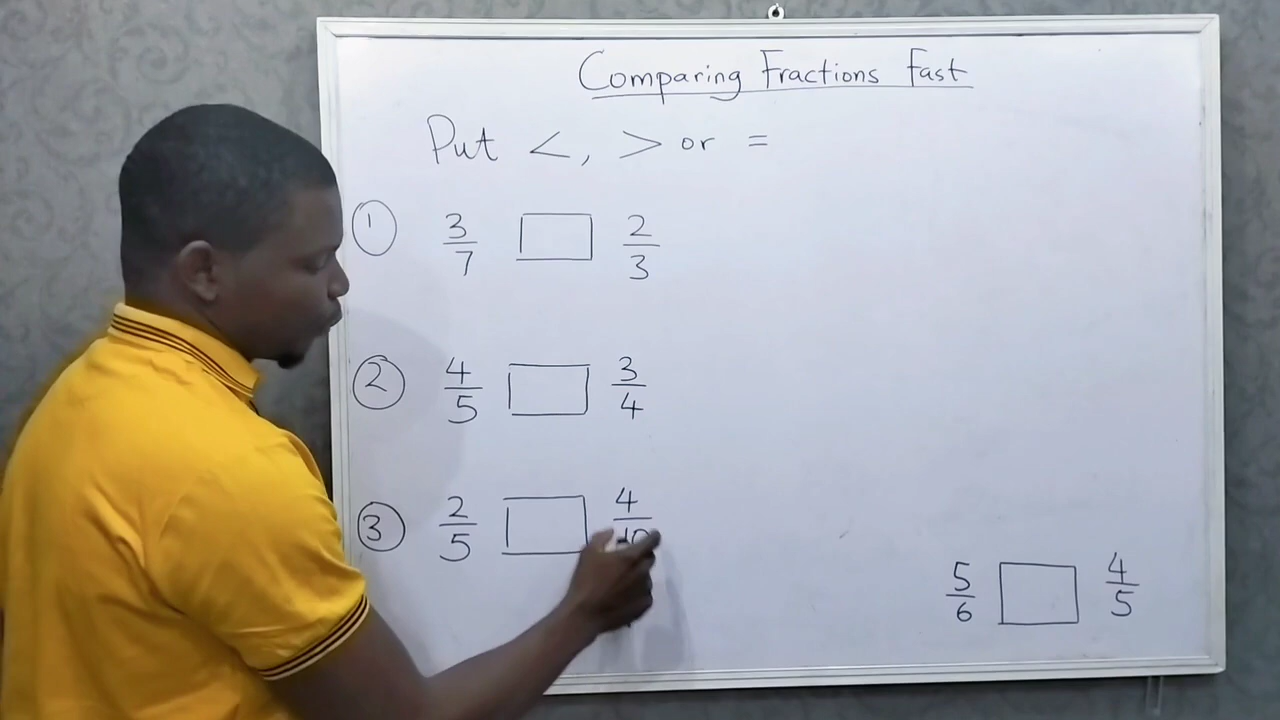 Comparing Fractions Fast
Put <, > or =
① 3/7 □ 2/3
② 4/5 □ 3/4
③ 2/5 □ 4/10
5/6 □ 4/5